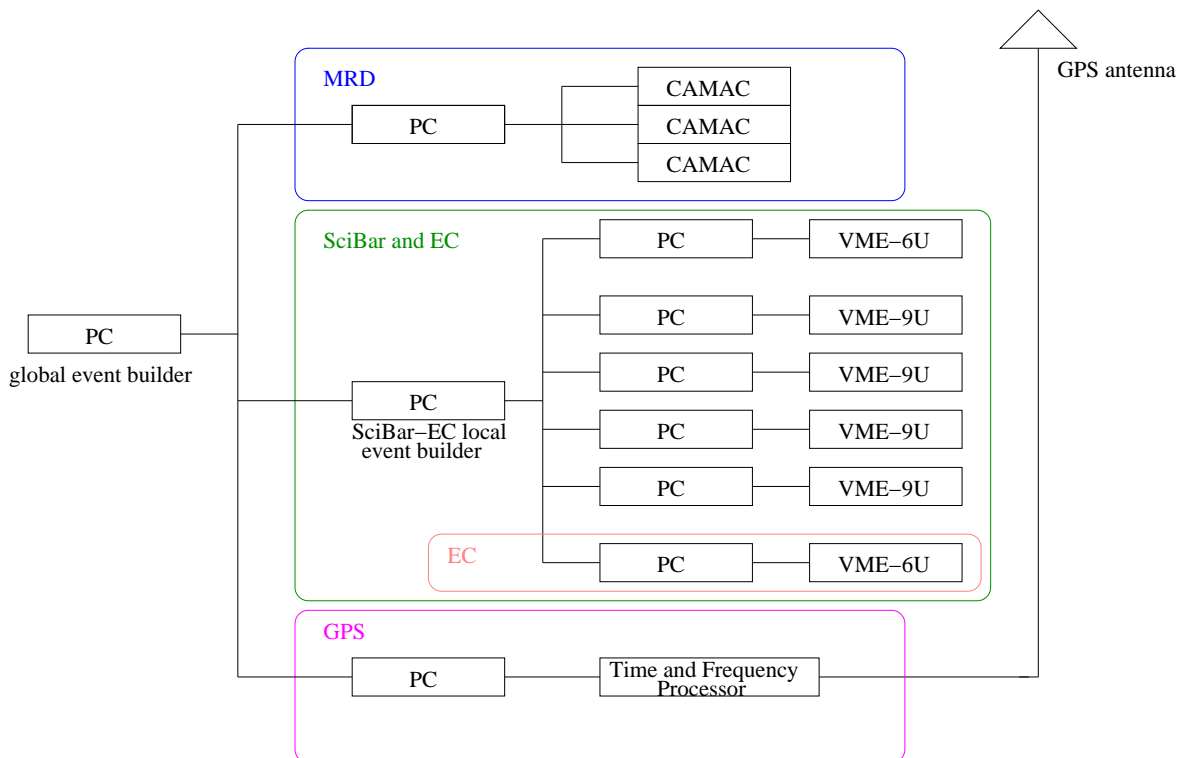 GPS antenna
MRD
PC
CAMAC
CAMAC
CAMAC
SciBar and EC
PC
VME−6U
PC
VME−9U
PC
global event builder
PC
VME−9U
PC
SciBar−EC local
event builder
PC
VME−9U
PC
VME−9U
EC
PC
VME−6U
GPS
PC
Time and Frequency
Processor